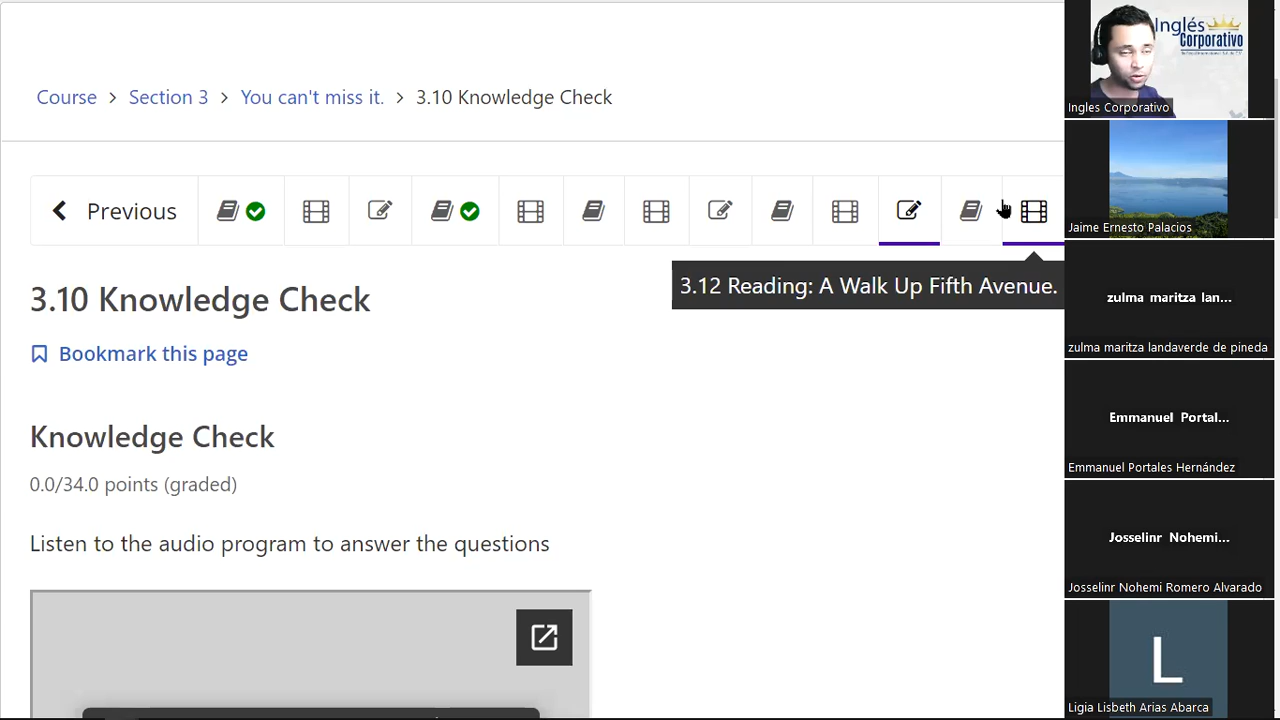 Course > Section 3 > You can't miss it. > 3.10 Knowledge Check
Previous
3.12 Reading: A Walk Up Fifth Avenue.
3.10 Knowledge Check
Bookmark this page
Knowledge Check
0.0/34.0 points (graded)
Listen to the audio program to answer the questions
Inglés
Corporativo
Ingles Corporativo
Jaime Ernesto Palacios
zulma maritza lan...
zulma maritza landaverde de pineda
Emmanuel Portal...
Emmanuel Portales Hernández
Josselinr Nohemi...
Josselinr Nohemi Romero Alvarado
L
Ligia Lisbeth Arias Abarca